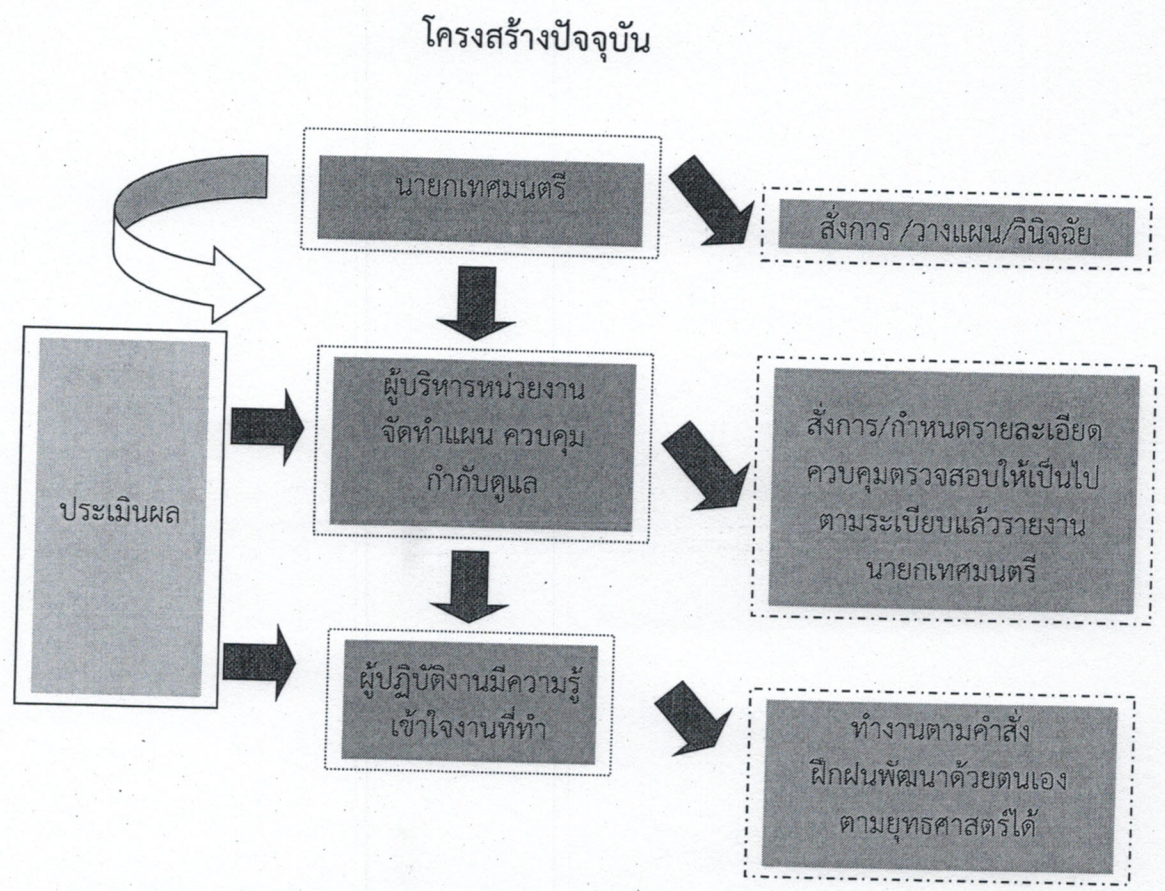 โครงสร้างปัจจุบัน
นายกเทศมนตรี
สั่งการ /วางแผน/วินิจฉัย
ผู้บริหารหน่วยงาน
จัดทำแผน ควบคุม
กำกับดูแล
สั่งการ/กำหนดรายละเอียด
ควบคุมตรวจสอบให้เป็นไป
ตามระเบียบแล้วรายงาน
นายกเทศมนตรี
ประเมินผล
ผู้ปฏิบัติงานมีความรู้
เข้าใจงานที่ทำ
ทำงานตามคำสั่ง
ฝึกฝนพัฒนาด้วยตนเอง
ตามยุทธศาสตร์ได้